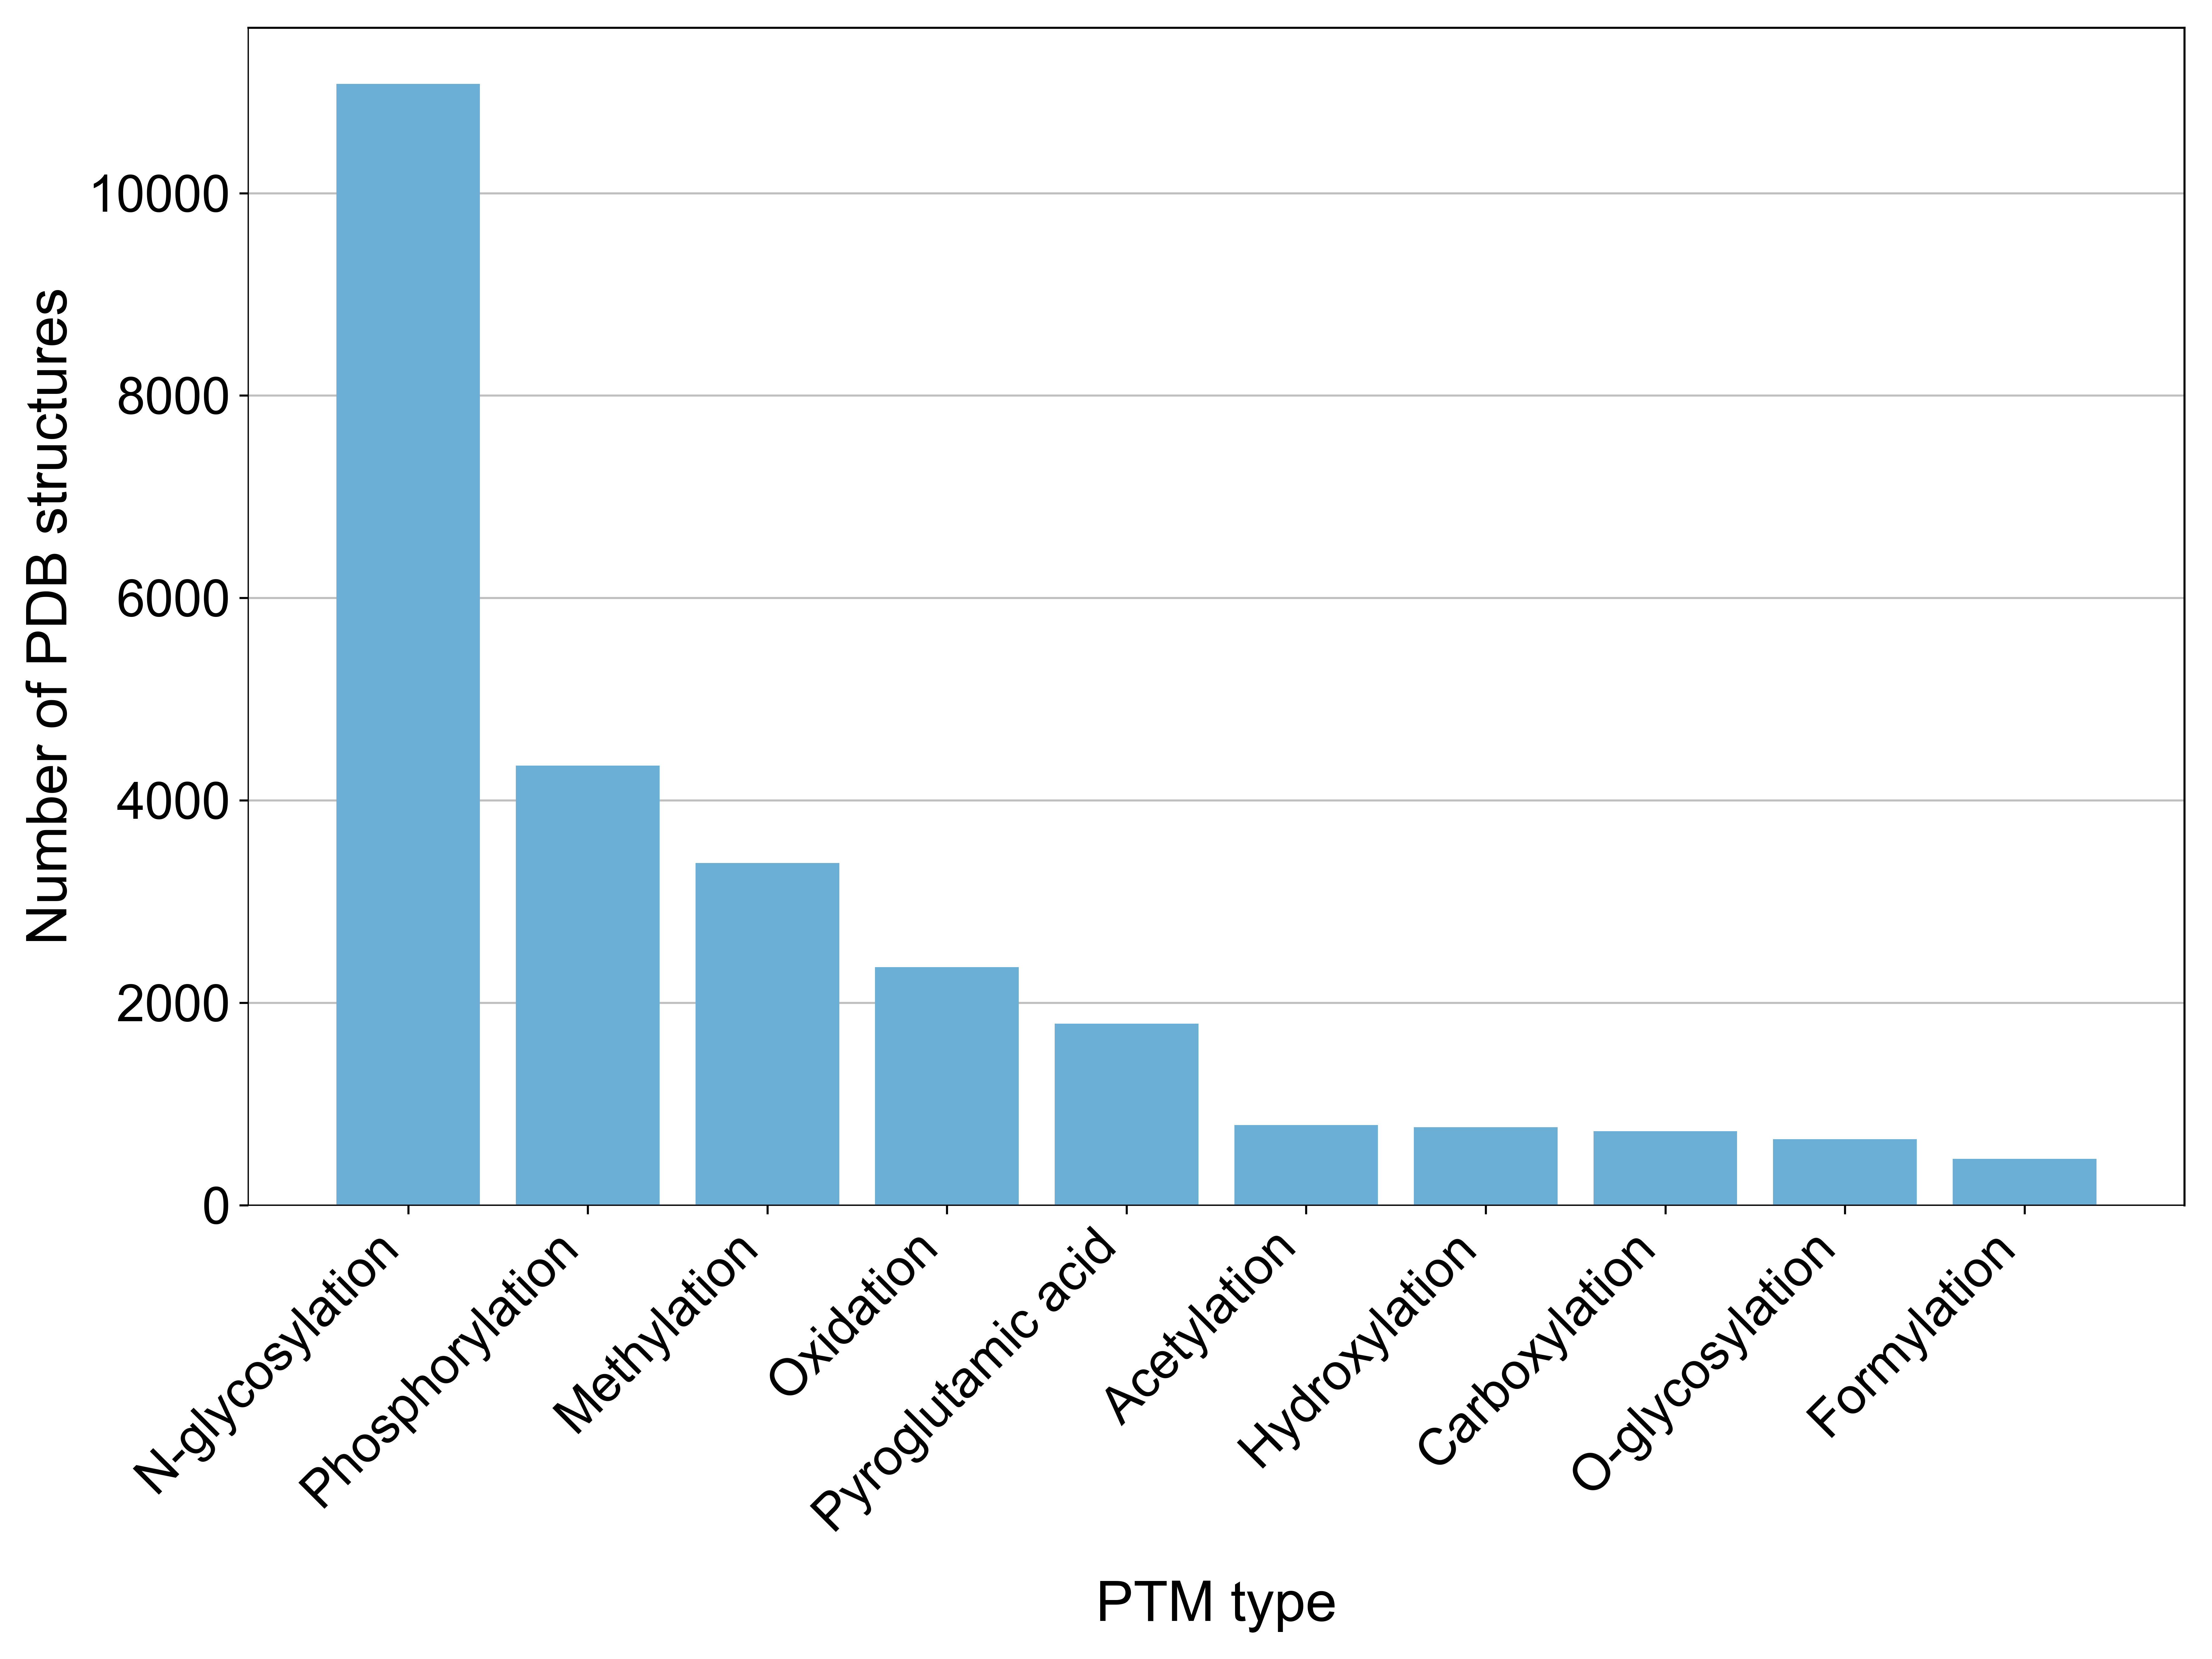 Number of PDB structures
10000
8000
6000
4000
2000
0
N-glycosylation
Phosphorylation
Methylation
Oxidation
Pyroglutamic acid
Acetylation
Hydroxylation
Carboxylation
O-glycosylation
Formylation
PTM type